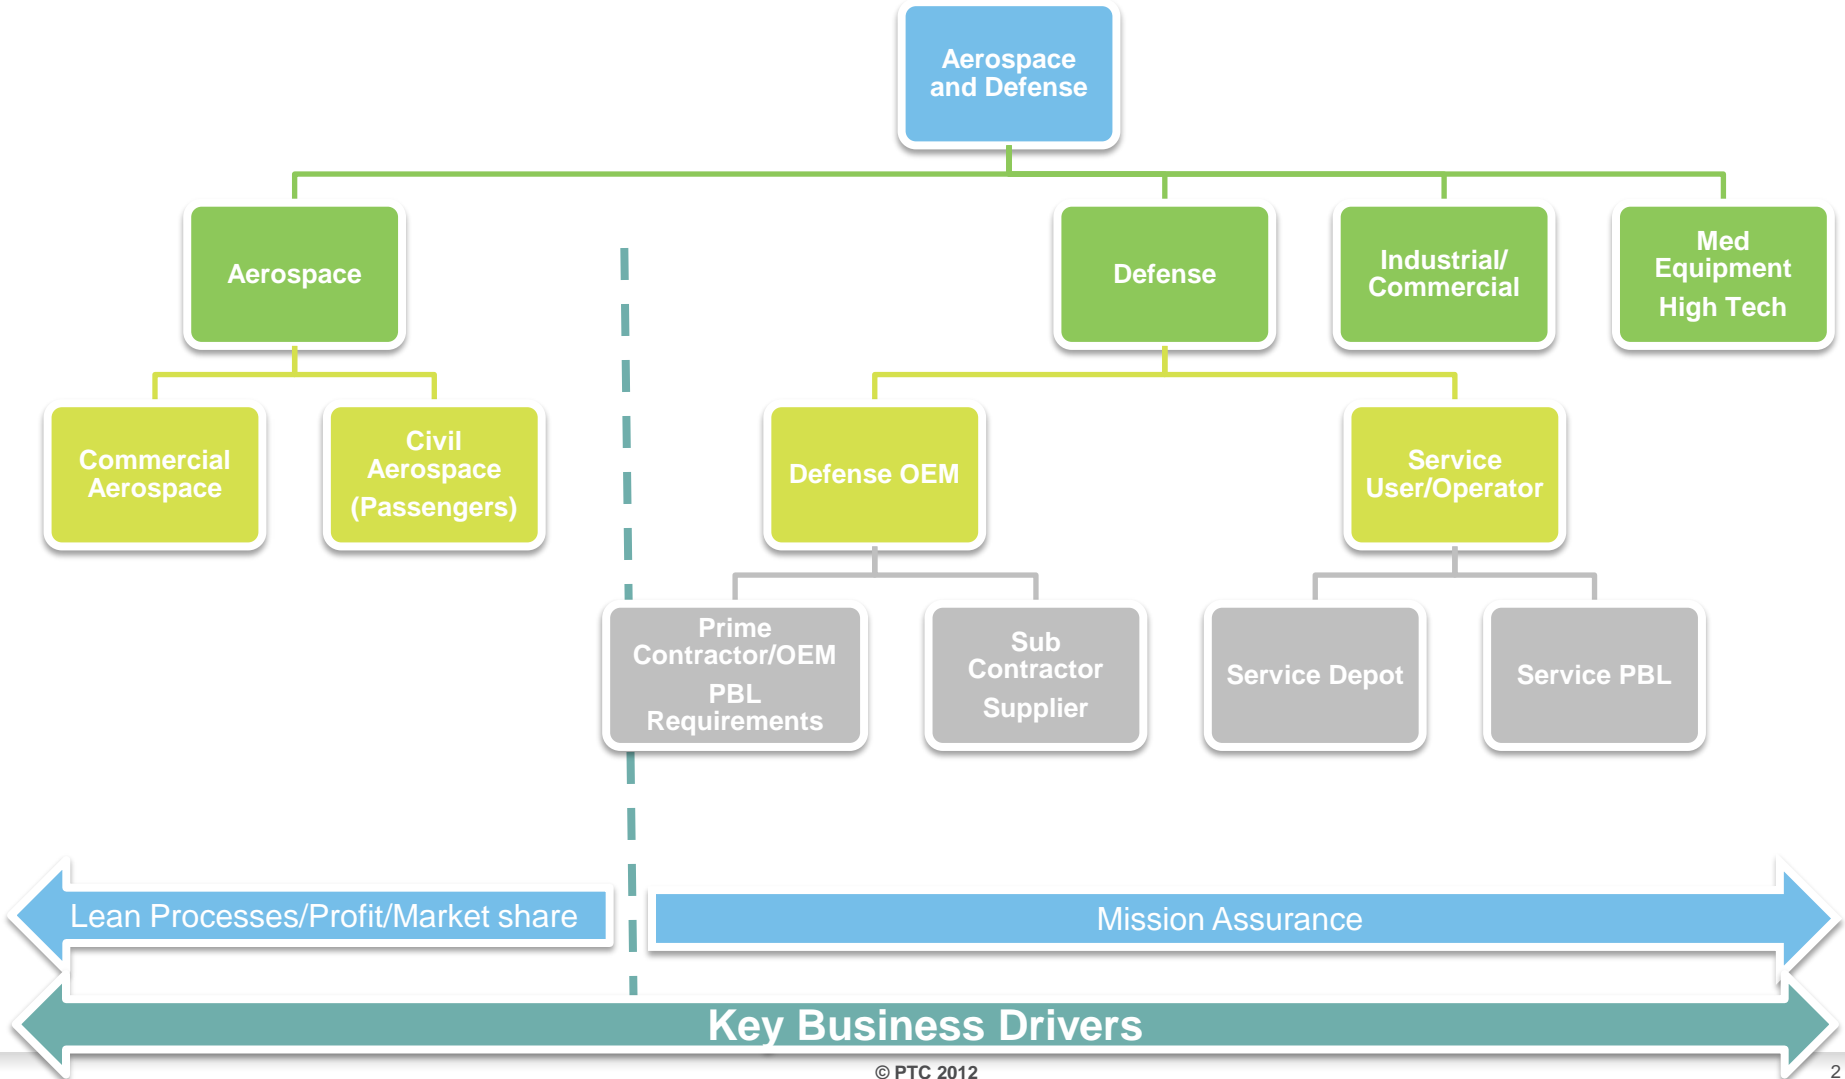 Aerospace
and Defense
Aerospace
Defense
Industrial/
Commercial
Med
Equipment
High Tech
Commercial
Aerospace
Civil
Aerospace
(Passengers)
Defense OEM
Service
User/Operator
Prime
Contractor/OEM
PBL
Requirements
Sub
Contractor
Supplier
Service Depot
Service PBL
Lean Processes/Profit/Market share
Mission Assurance
Key Business Drivers
© PTC 2012
2